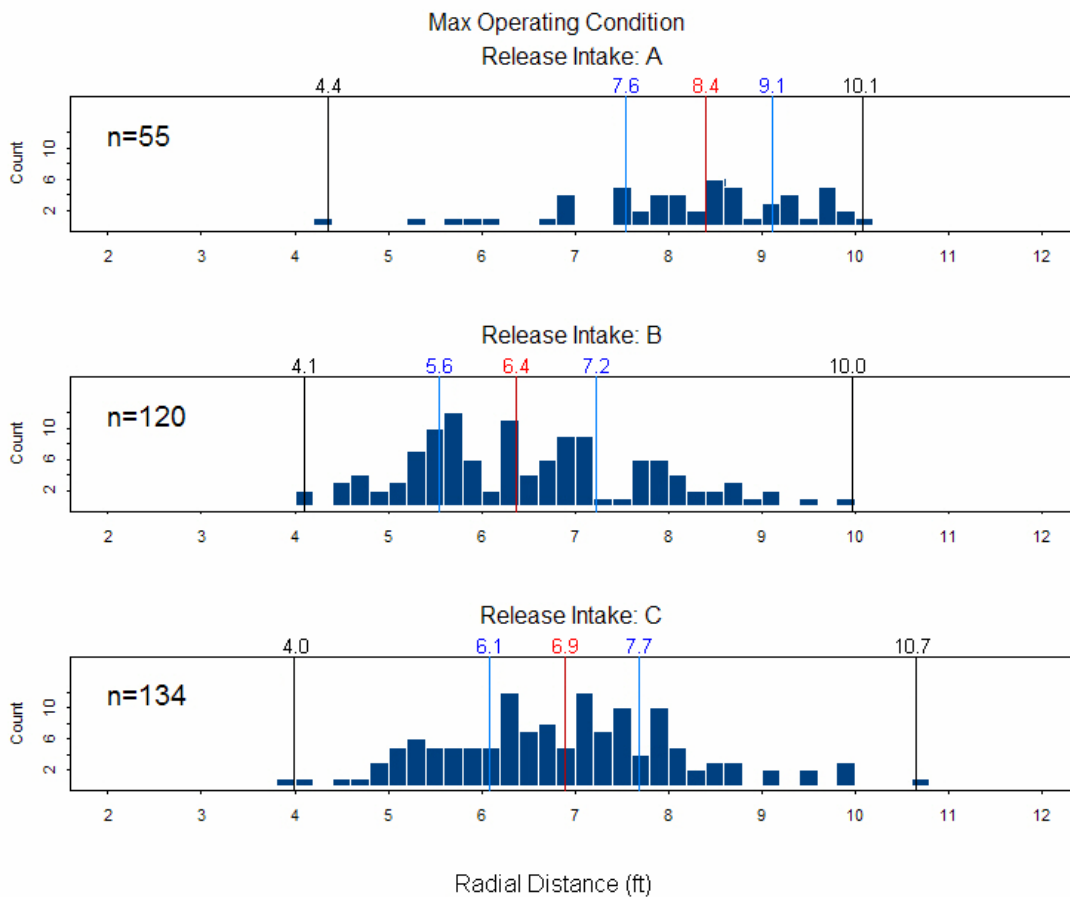 Max Operating Condition
Release Intake: A
4.4 7.6 8.4 9.1 10.1
n=55
Count
2 6 10
2 3 4 5 6 7 8 9 10 11 12
Release Intake: B
4.1 5.6 6.4 7.2 10.0
n=120
Count
2 6 10
2 3 4 5 6 7 8 9 10 11 12
Release Intake: C
4.0 6.1 6.9 7.7 10.7
n=134
Count
2 6 10
2 3 4 5 6 7 8 9 10 11 12
Radial Distance (ft)